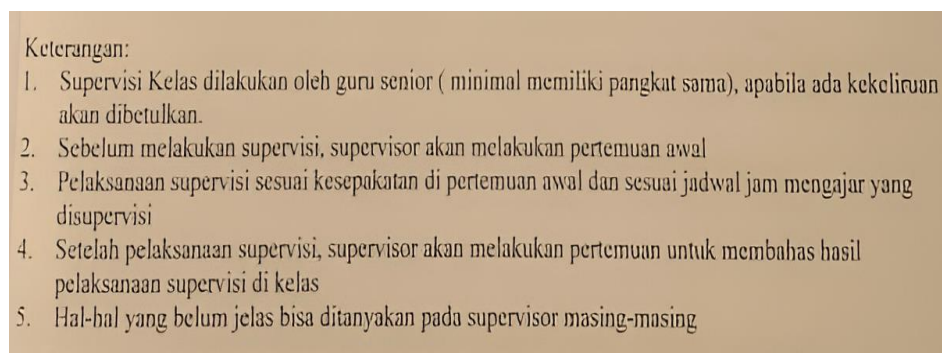 Keterangan:
1. Supervisi Kelas dilakukan oleh guru senior ( minimal memiliki pangkat sama), apabila ada kekeliruan
akan dibetulkan.
2. Sebelum melakukan supervisi, supervisor akan melakukan pertemuan awal
3. Pelaksanaan supervisi sesuai kesepakatan di pertemuan awal dan sesuai jadwal jam mengajar yang
disupervisi
4. Setelah pelaksanaan supervisi, supervisor akan melakukan pertemuan untuk membahas hasil
pelaksanaan supervisi di kelas
5. Hal-hal yang belum jelas bisa ditanyakan pada supervisor masing-masing